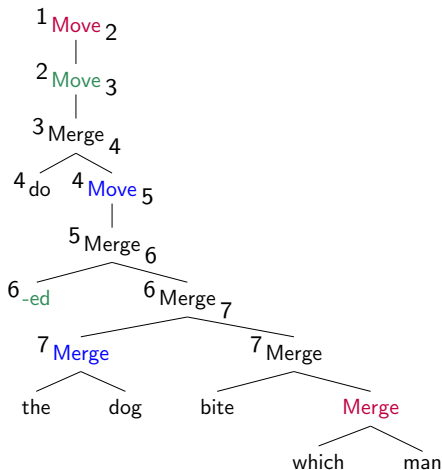 1 Move 2
2 Move 3
3 Merge 4
4 do 4 Move 5
5 Merge 6
6 -ed 6 Merge 7
7 Merge 7 Merge
the dog bite Merge
which man